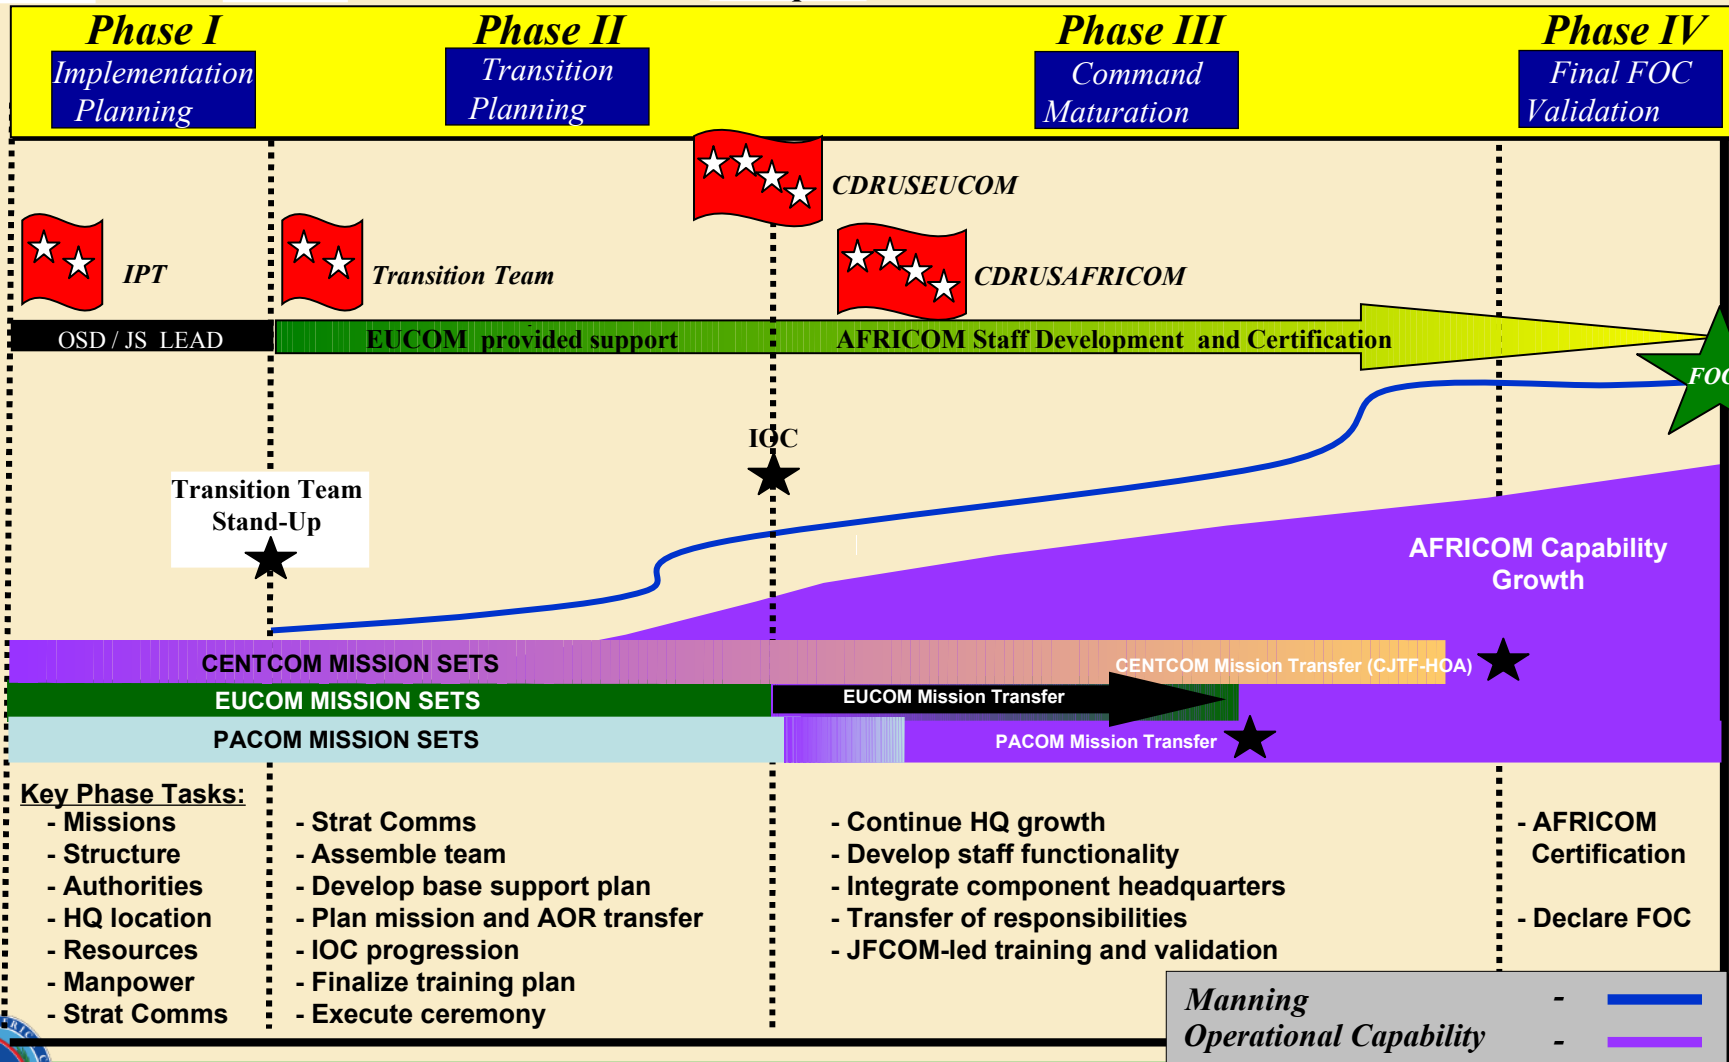 Phase I
Implementation
Planning
Phase II
Transition
Planning
Phase III
Command
Maturation
Phase IV
Final FOC
Validation
CDRUSEUCOM
IPT
Transition Team
CDRUSAFRICOM
OSD / JS LEAD
EUCOM provided support
AFRICOM Staff Development and Certification
FOC
IOC
Transition Team
Stand-Up
AFRICOM Capability
Growth
CENTCOM MISSION SETS
CENTCOM Mission Transfer (CJTF-HOA)
EUCOM MISSION SETS
EUCOM Mission Transfer
PACOM MISSION SETS
PACOM Mission Transfer
Key Phase Tasks:
- Missions
- Structure
- Authorities
- HQ location
- Resources
- Manpower
- Strat Comms
- Strat Comms
- Assemble team
- Develop base support plan
- Plan mission and AOR transfer
- IOC progression
- Finalize training plan
- Execute ceremony
- Continue HQ growth
- Develop staff functionality
- Integrate component headquarters
- Transfer of responsibilities
- JFCOM-led training and validation
- AFRICOM
Certification
- Declare FOC
Manning -
Operational Capability -